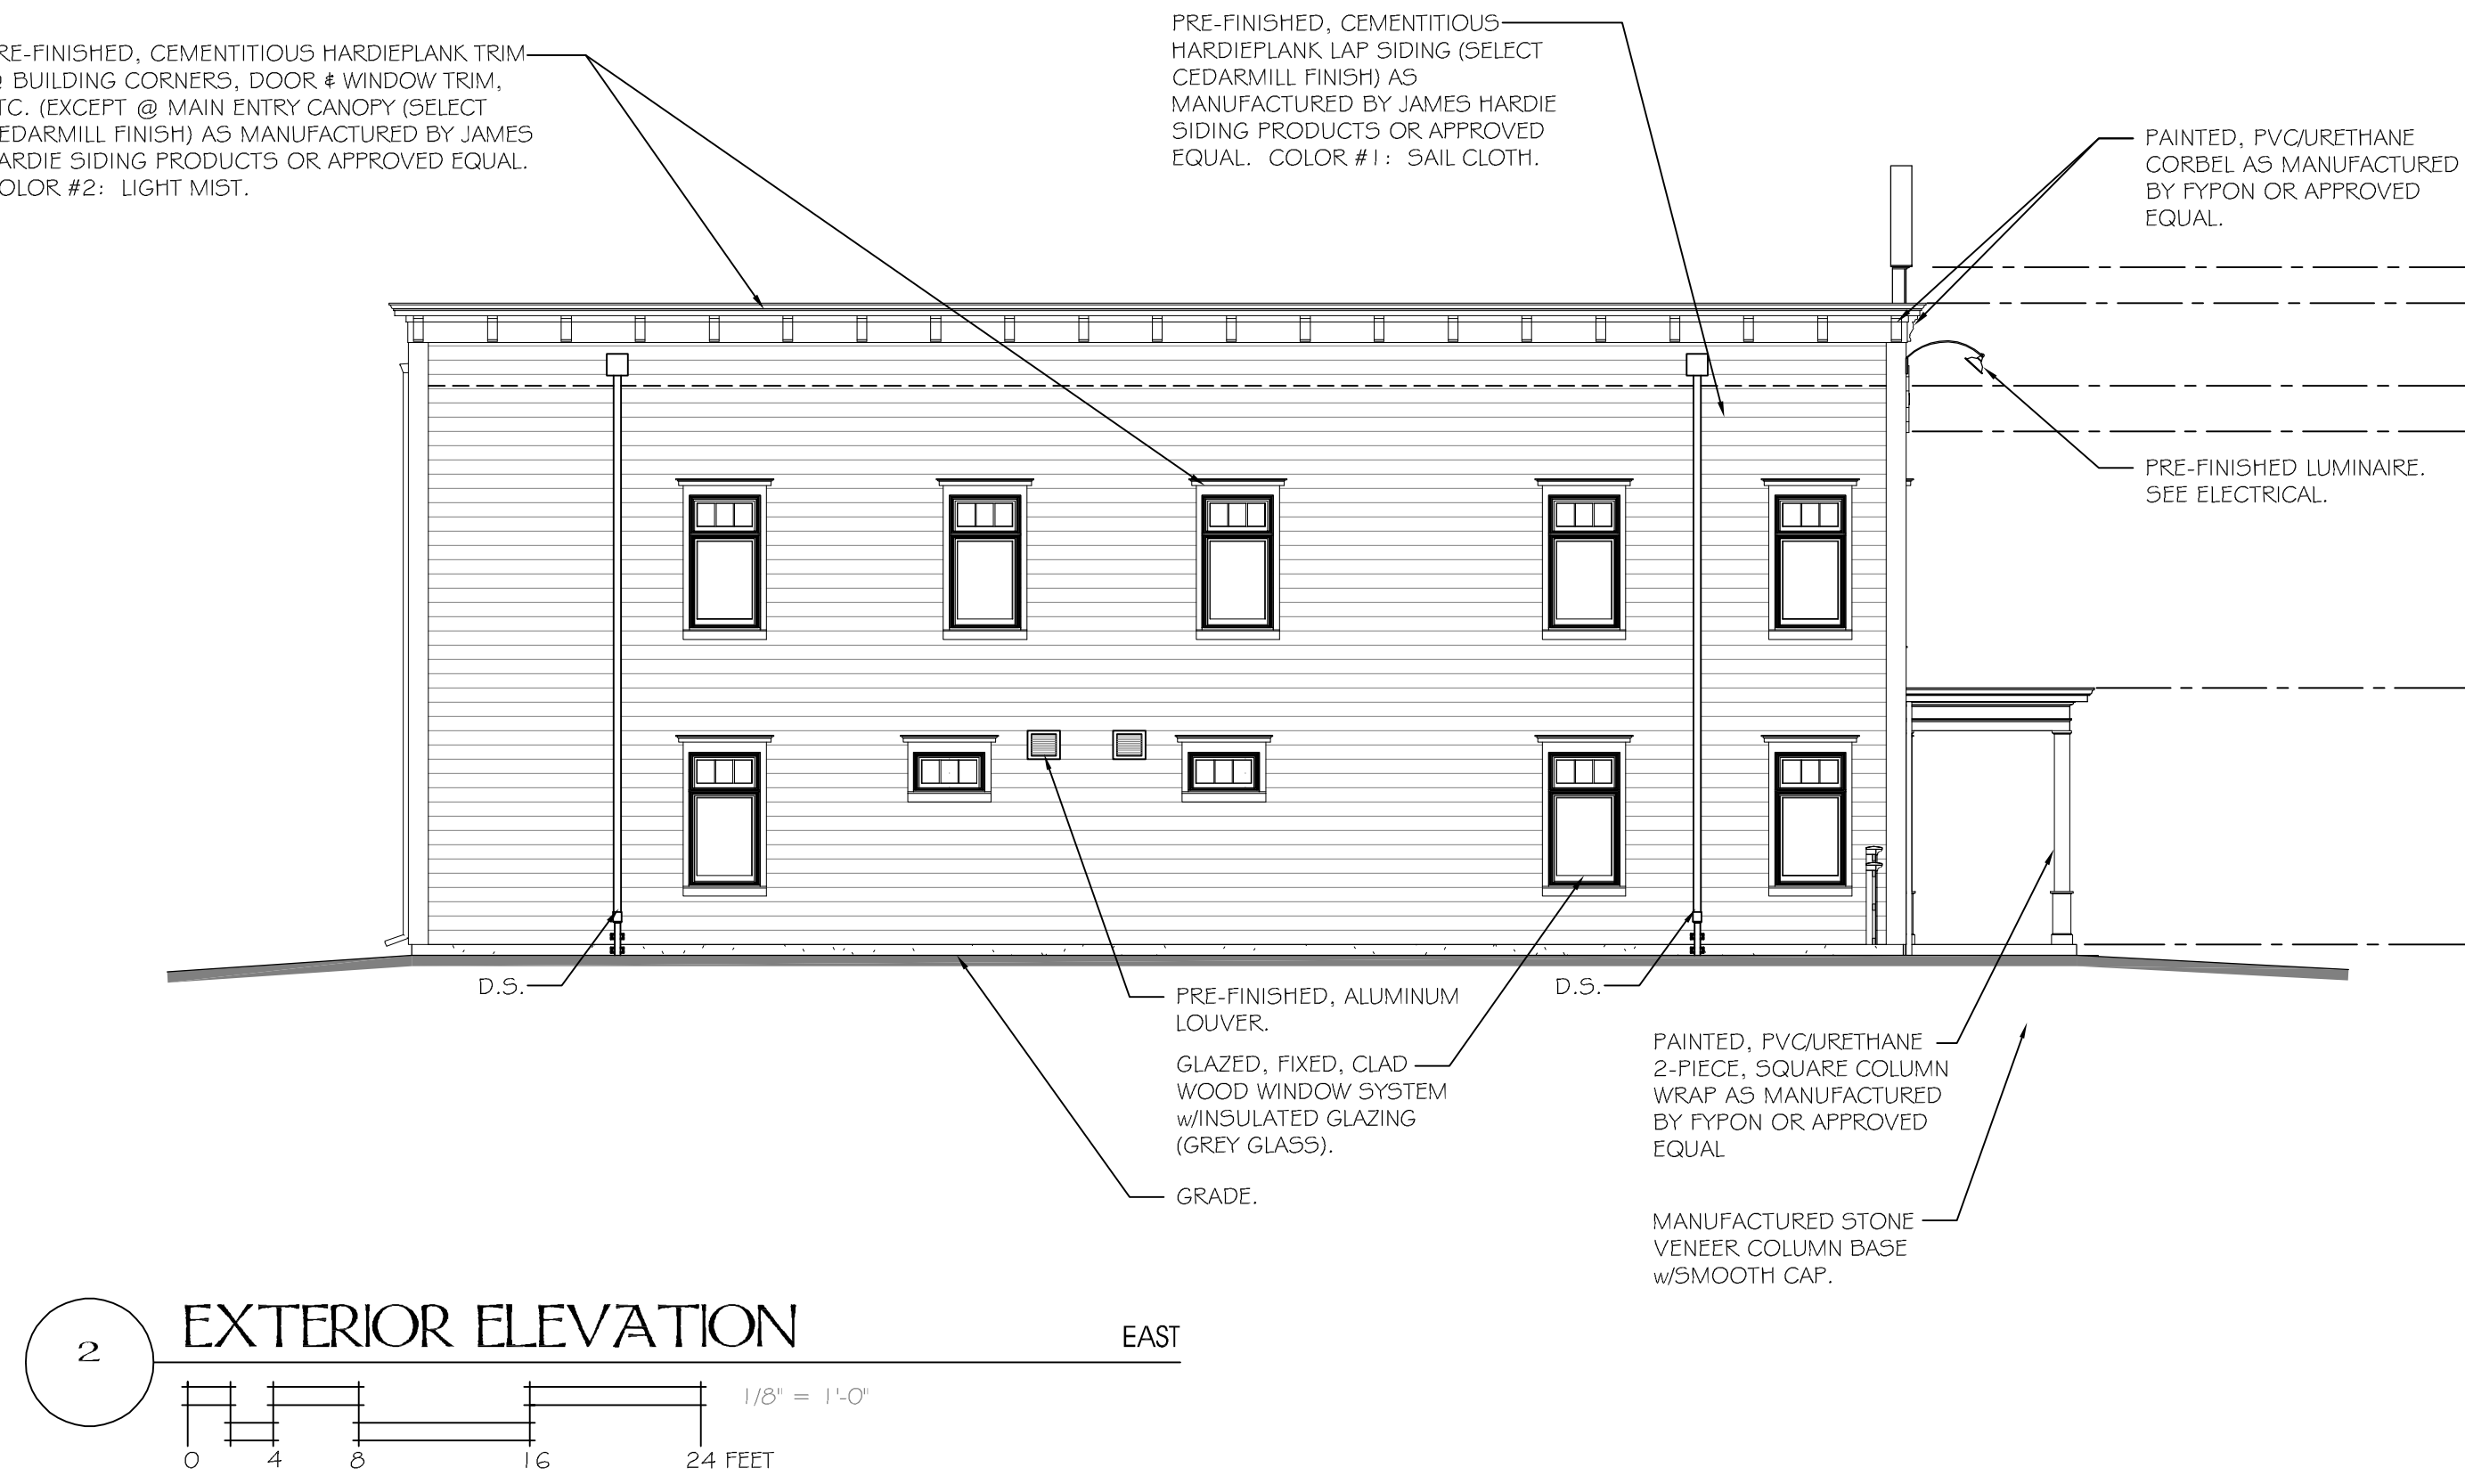 RE-FINISHED, CEMENTITIOUS HARDIEPLANK TRIM
BUILDING CORNERS, DOOR & WINDOW TRIM,
TC. (EXCEPT @ MAIN ENTRY CANOPY (SELECT
EDARMILL FINISH) AS MANUFACTURED BY JAMES
ARDIE SIDING PRODUCTS OR APPROVED EQUAL.
OLOR #2: LIGHT MIST.
PRE-FINISHED, CEMENTITIOUS
HARDIEPLANK LAP SIDING (SELECT
CEDARMILL FINISH) AS
MANUFACTURED BY JAMES HARDIE
SIDING PRODUCTS OR APPROVED
EQUAL. COLOR #1: SAIL CLOTH.
PAINTED, PVC/URETHANE
CORBEL AS MANUFACTURED
BY FYPON OR APPROVED
EQUAL.
PRE-FINISHED LUMINAIRE.
SEE ELECTRICAL.
D.S.
PRE-FINISHED, ALUMINUM
LOUVER.
GLAZED, FIXED, CLAD
WOOD WINDOW SYSTEM
w/INSULATED GLAZING
(GREY GLASS).
GRADE.
D.S.
PAINTED, PVC/URETHANE
2-PIECE, SQUARE COLUMN
WRAP AS MANUFACTURED
BY FYPON OR APPROVED
EQUAL
MANUFACTURED STONE
VENEER COLUMN BASE
w/SMOOTH CAP.
2
EXTERIOR ELEVATION
EAST
1/8" = 1'-0"
0 4 8 16 24 FEET